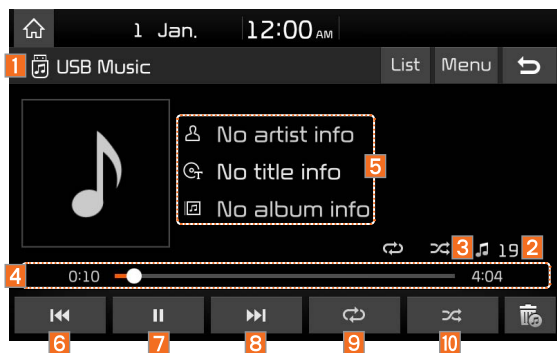 1 Jan. 12:00 AM
1 USB Music List Menu
No artist info
No title info 5
No album info
3 19 2
4 0:10 4:04
6 7 8 9 10